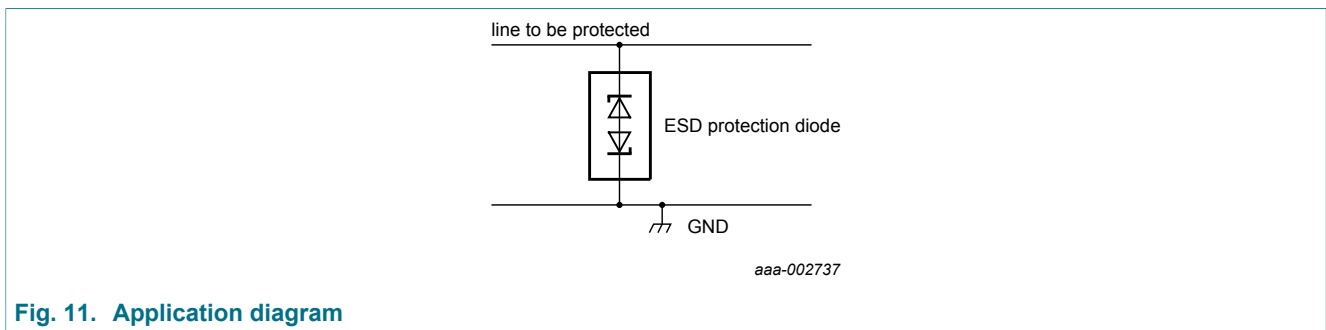 line to be protected
ESD protection diode
GND
aaa-002737
Fig. 11. Application diagram